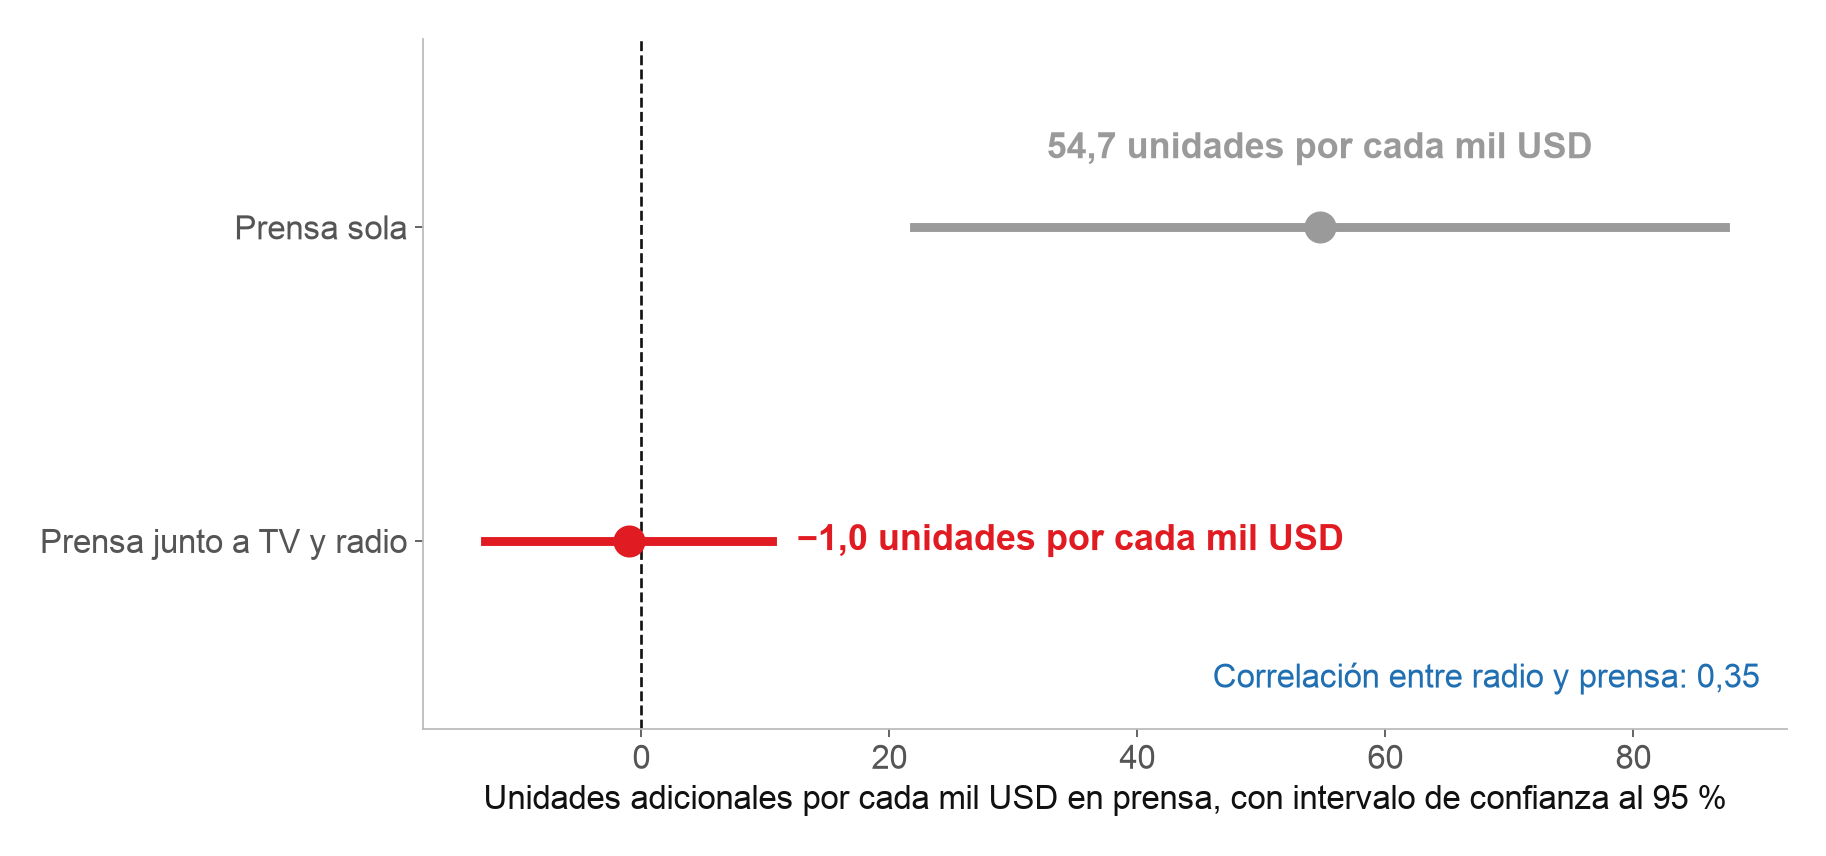 54,7 unidades por cada mil USD
Prensa sola
Prensa junto a TV y radio
−1,0 unidades por cada mil USD
Correlación entre radio y prensa: 0,35
0 20 40 60 80
Unidades adicionales por cada mil USD en prensa, con intervalo de confianza al 95 %